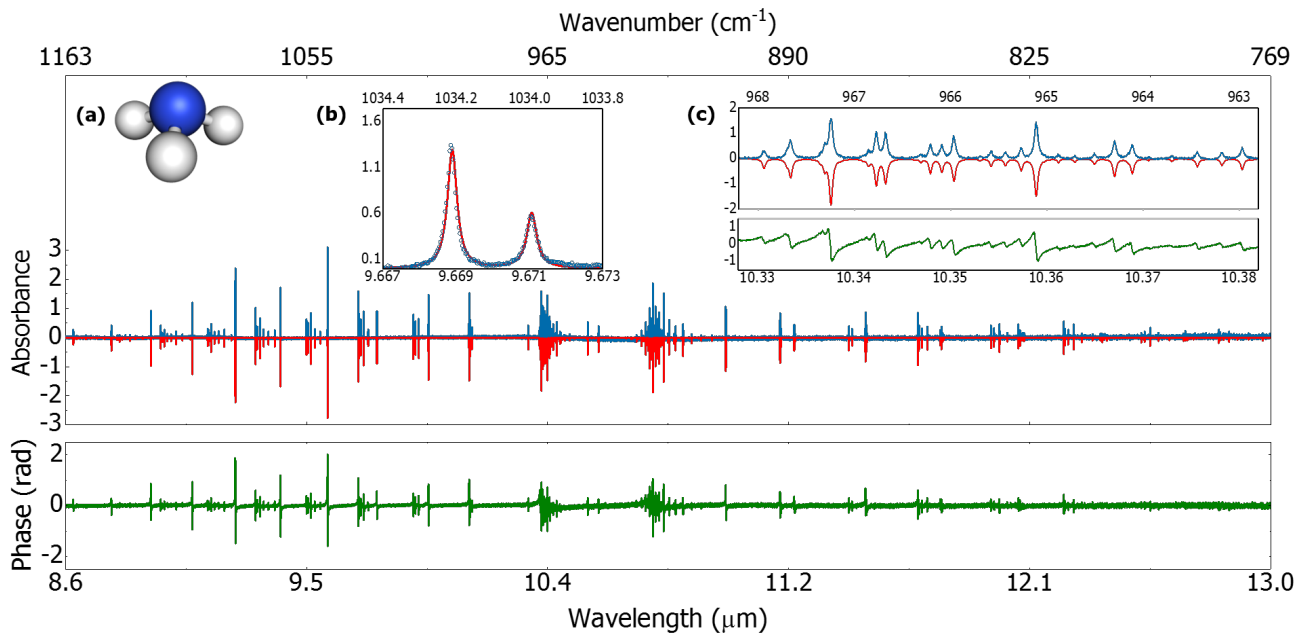 Wavenumber (cm-1)
1163 1055 965 890 825 769
(a)
(b)
1034.4 1034.2 1034.0 1033.8
1.6
1.1
0.6
0.1
9.667 9.669 9.671 9.673
(c)
968 967 966 965 964 963
2
1
0
-1
-2
1
0
-1
10.33 10.34 10.35 10.36 10.37 10.38
Absorbance
3
2
1
0
-1
-2
-3
Phase (rad)
2
0
-2
8.6 9.5 10.4 11.2 12.1 13.0
Wavelength (μm)